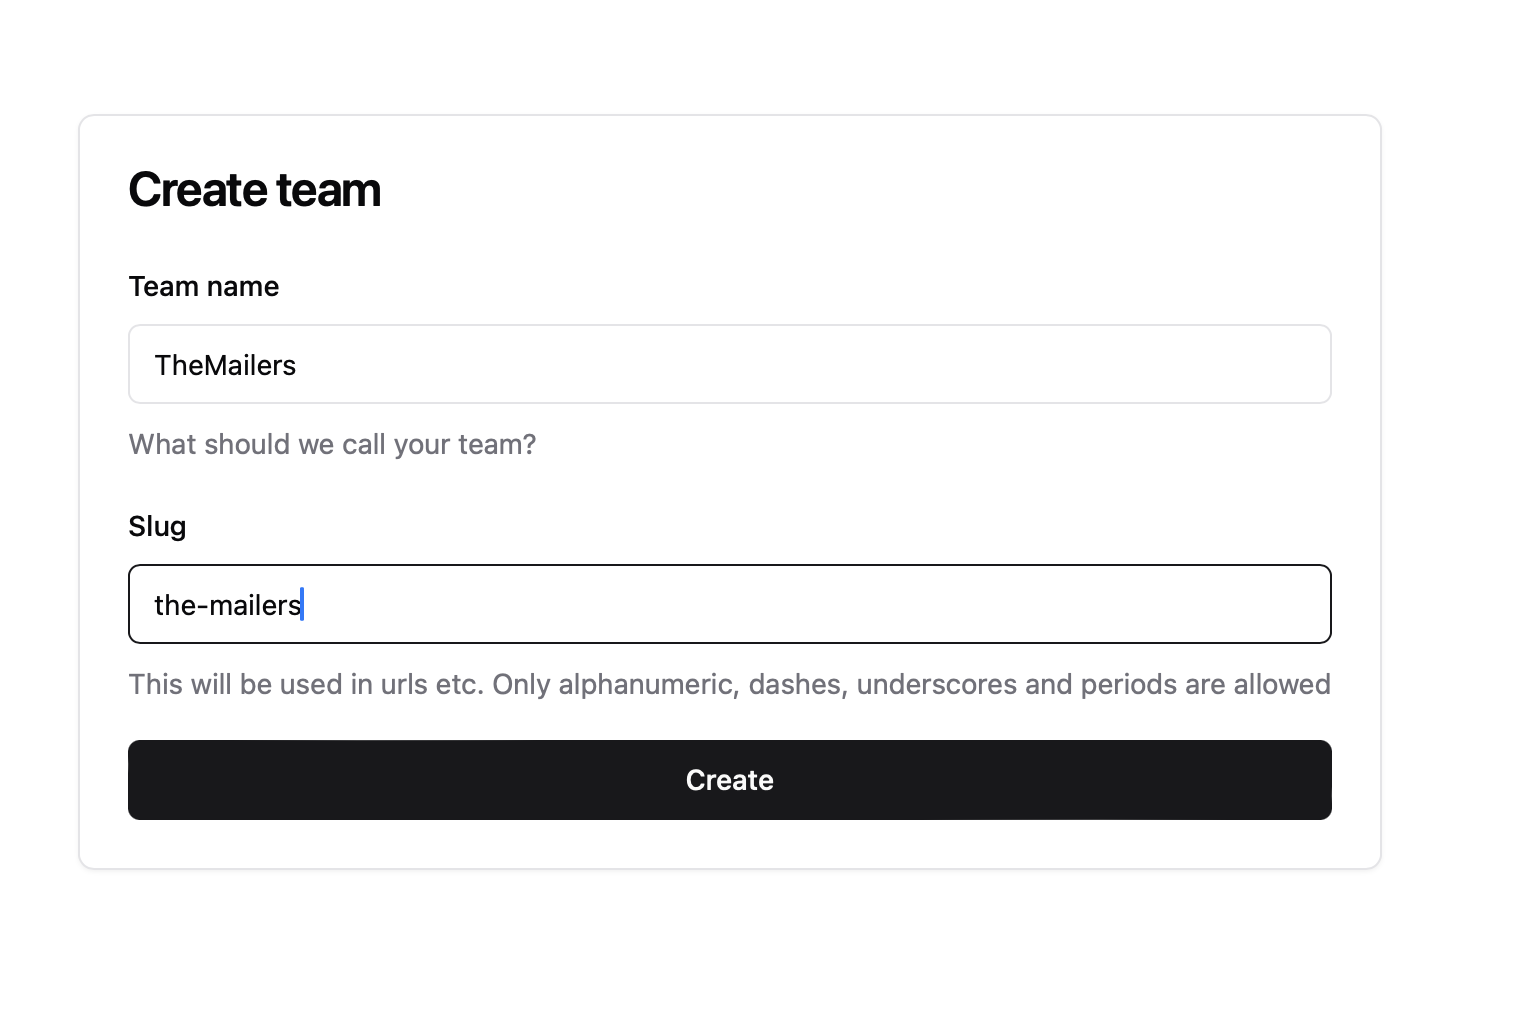 Create team
Team name
TheMailers
What should we call your team?
Slug
the-mailers
This will be used in urls etc. Only alphanumeric, dashes, underscores and periods are allowed
Create